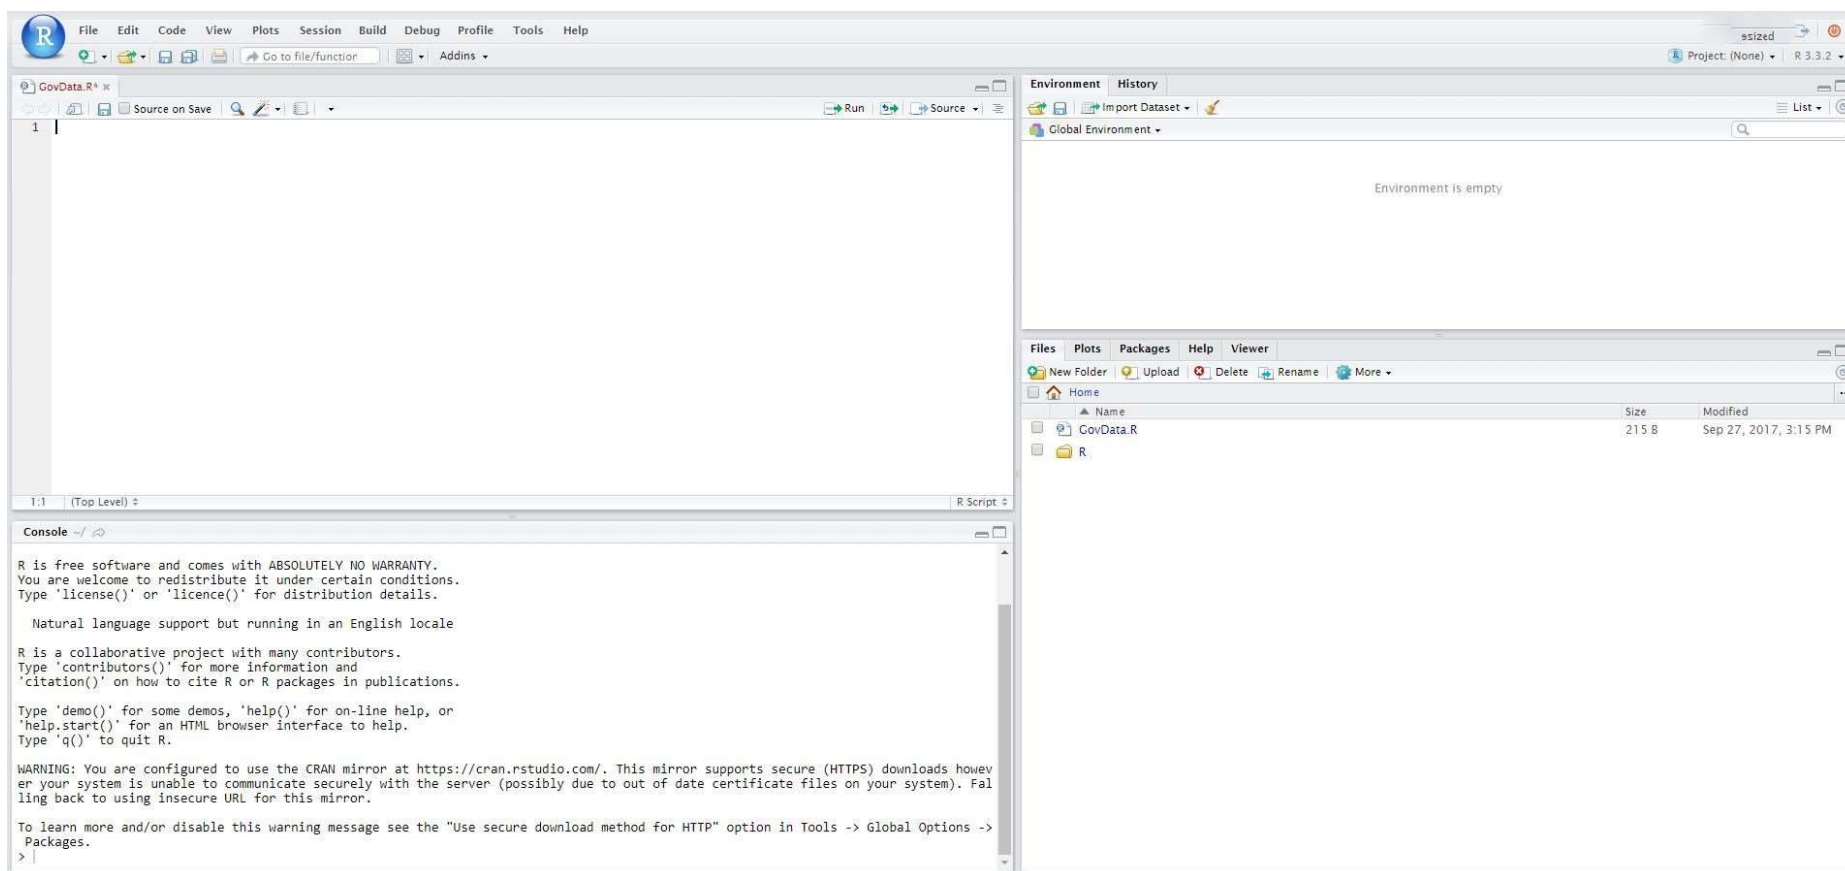 R File Edit Code View Plots Session Build Debug Profile Tools Help
Go to file/function Addins
esized
Project: (None) R 3.3.2
GovData.R* x
Source on Save Run Source
1
1:1 (Top Level) R Script
Console ~/
R is free software and comes with ABSOLUTELY NO WARRANTY.
You are welcome to redistribute it under certain conditions.
Type 'license()' or 'licence()' for distribution details.
Natural language support but running in an English locale
R is a collaborative project with many contributors.
Type 'contributors()' for more information and
'citation()' on how to cite R or R packages in publications.
Type 'demo()' for some demos, 'help()' for on-line help, or
'help.start()' for an HTML browser interface to help.
Type 'q()' to quit R.
WARNING: You are configured to use the CRAN mirror at https://cran.rstudio.com/. This mirror supports secure (HTTPS) downloads howev
er your system is unable to communicate securely with the server (possibly due to out of date certificate files on your system). Fal
ling back to using insecure URL for this mirror.
To learn more and/or disable this warning message see the "Use secure download method for HTTP" option in Tools -> Global Options ->
Packages.
>
Environment History
Import Dataset List
Global Environment
Environment is empty
Files Plots Packages Help Viewer
New Folder Upload Delete Rename More
Home
Name Size Modified
GovData.R 215 B Sep 27, 2017, 3:15 PM
R